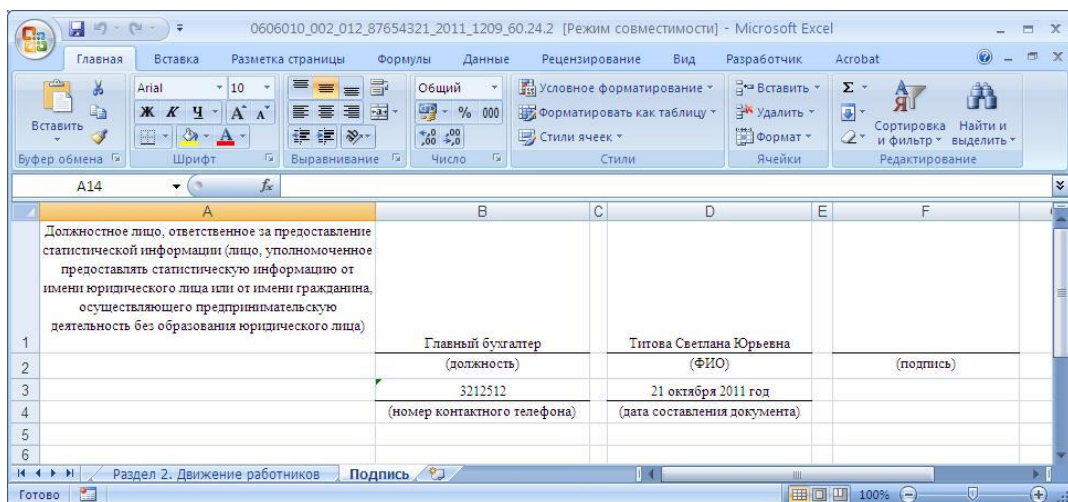 0606010_002_012_87654321_2011_1209_60.24.2 [Режим совместимости] - Microsoft Excel
Главная Вставка Разметка страницы Формулы Данные Рецензирование Вид Разработчик Acrobat
Вставить
Arial 10
Ж К Ч
Общий
% 000
Условное форматирование
Форматировать как таблицу
Стили ячеек
Вставить
Удалить
Формат
Σ
Сортировка и фильтр
Найти и выделить
Буфер обмена Шрифт Выравнивание Число Стили Ячейки Редактирование
A14 fx
A B C D E F
Должностное лицо, ответственное за предоставление
статистической информации (лицо, уполномоченное
предоставлять статистическую информацию от
имени юридического лица или от имени гражданина,
осуществляющего предпринимательскую
деятельность без образования юридического лица)
1 Главный бухгалтер Титова Светлана Юрьевна
2 (должность) (ФИО) (подпись)
3 3212512 21 октября 2011 год
4 (номер контактного телефона) (дата составления документа)
5
6
Раздел 2. Движение работников Подпись
Готово 100%